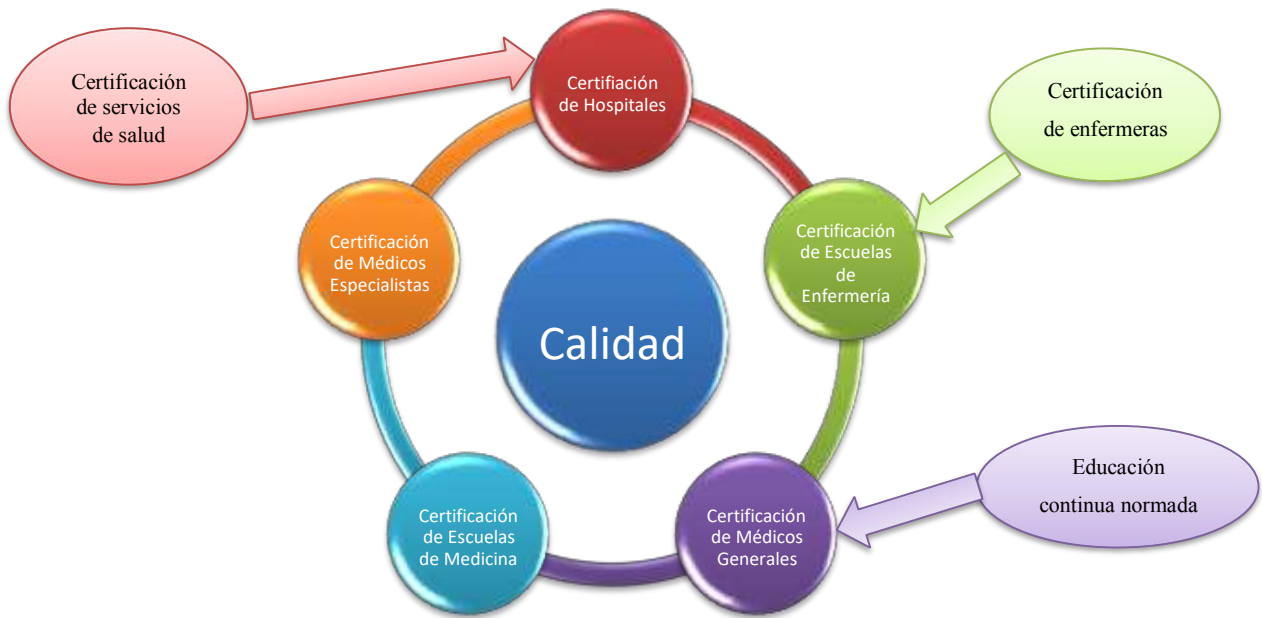 Certificación
de servicios
de salud
Certifiación
de Hospitales
Certificación
de enfermeras
Certificación
de Médicos
Especialistas
Certificación
de Escuelas
de
Enfermería
Calidad
Certificación
de Escuelas
de Medicina
Certificación
de Médicos
Generales
Educación
continua normada